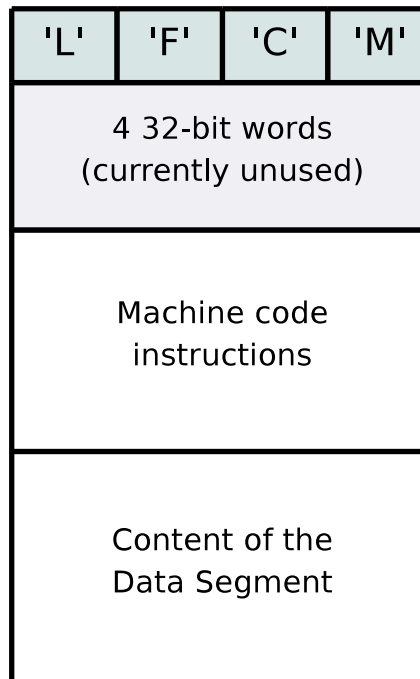 'L' 'F' 'C' 'M'
4 32-bit words
(currently unused)
Machine code
instructions
Content of the
Data Segment